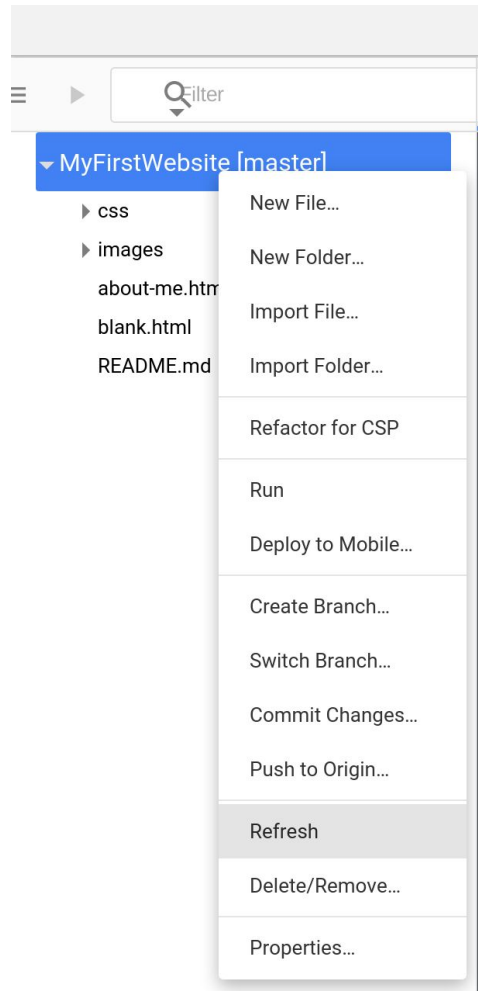 Filter
MyFirstWebsite [master]
css
images
about-me.htm
blank.html
README.md
New File…
New Folder…
Import File…
Import Folder…
Refactor for CSP
Run
Deploy to Mobile…
Create Branch…
Switch Branch…
Commit Changes…
Push to Origin…
Refresh
Delete/Remove…
Properties…